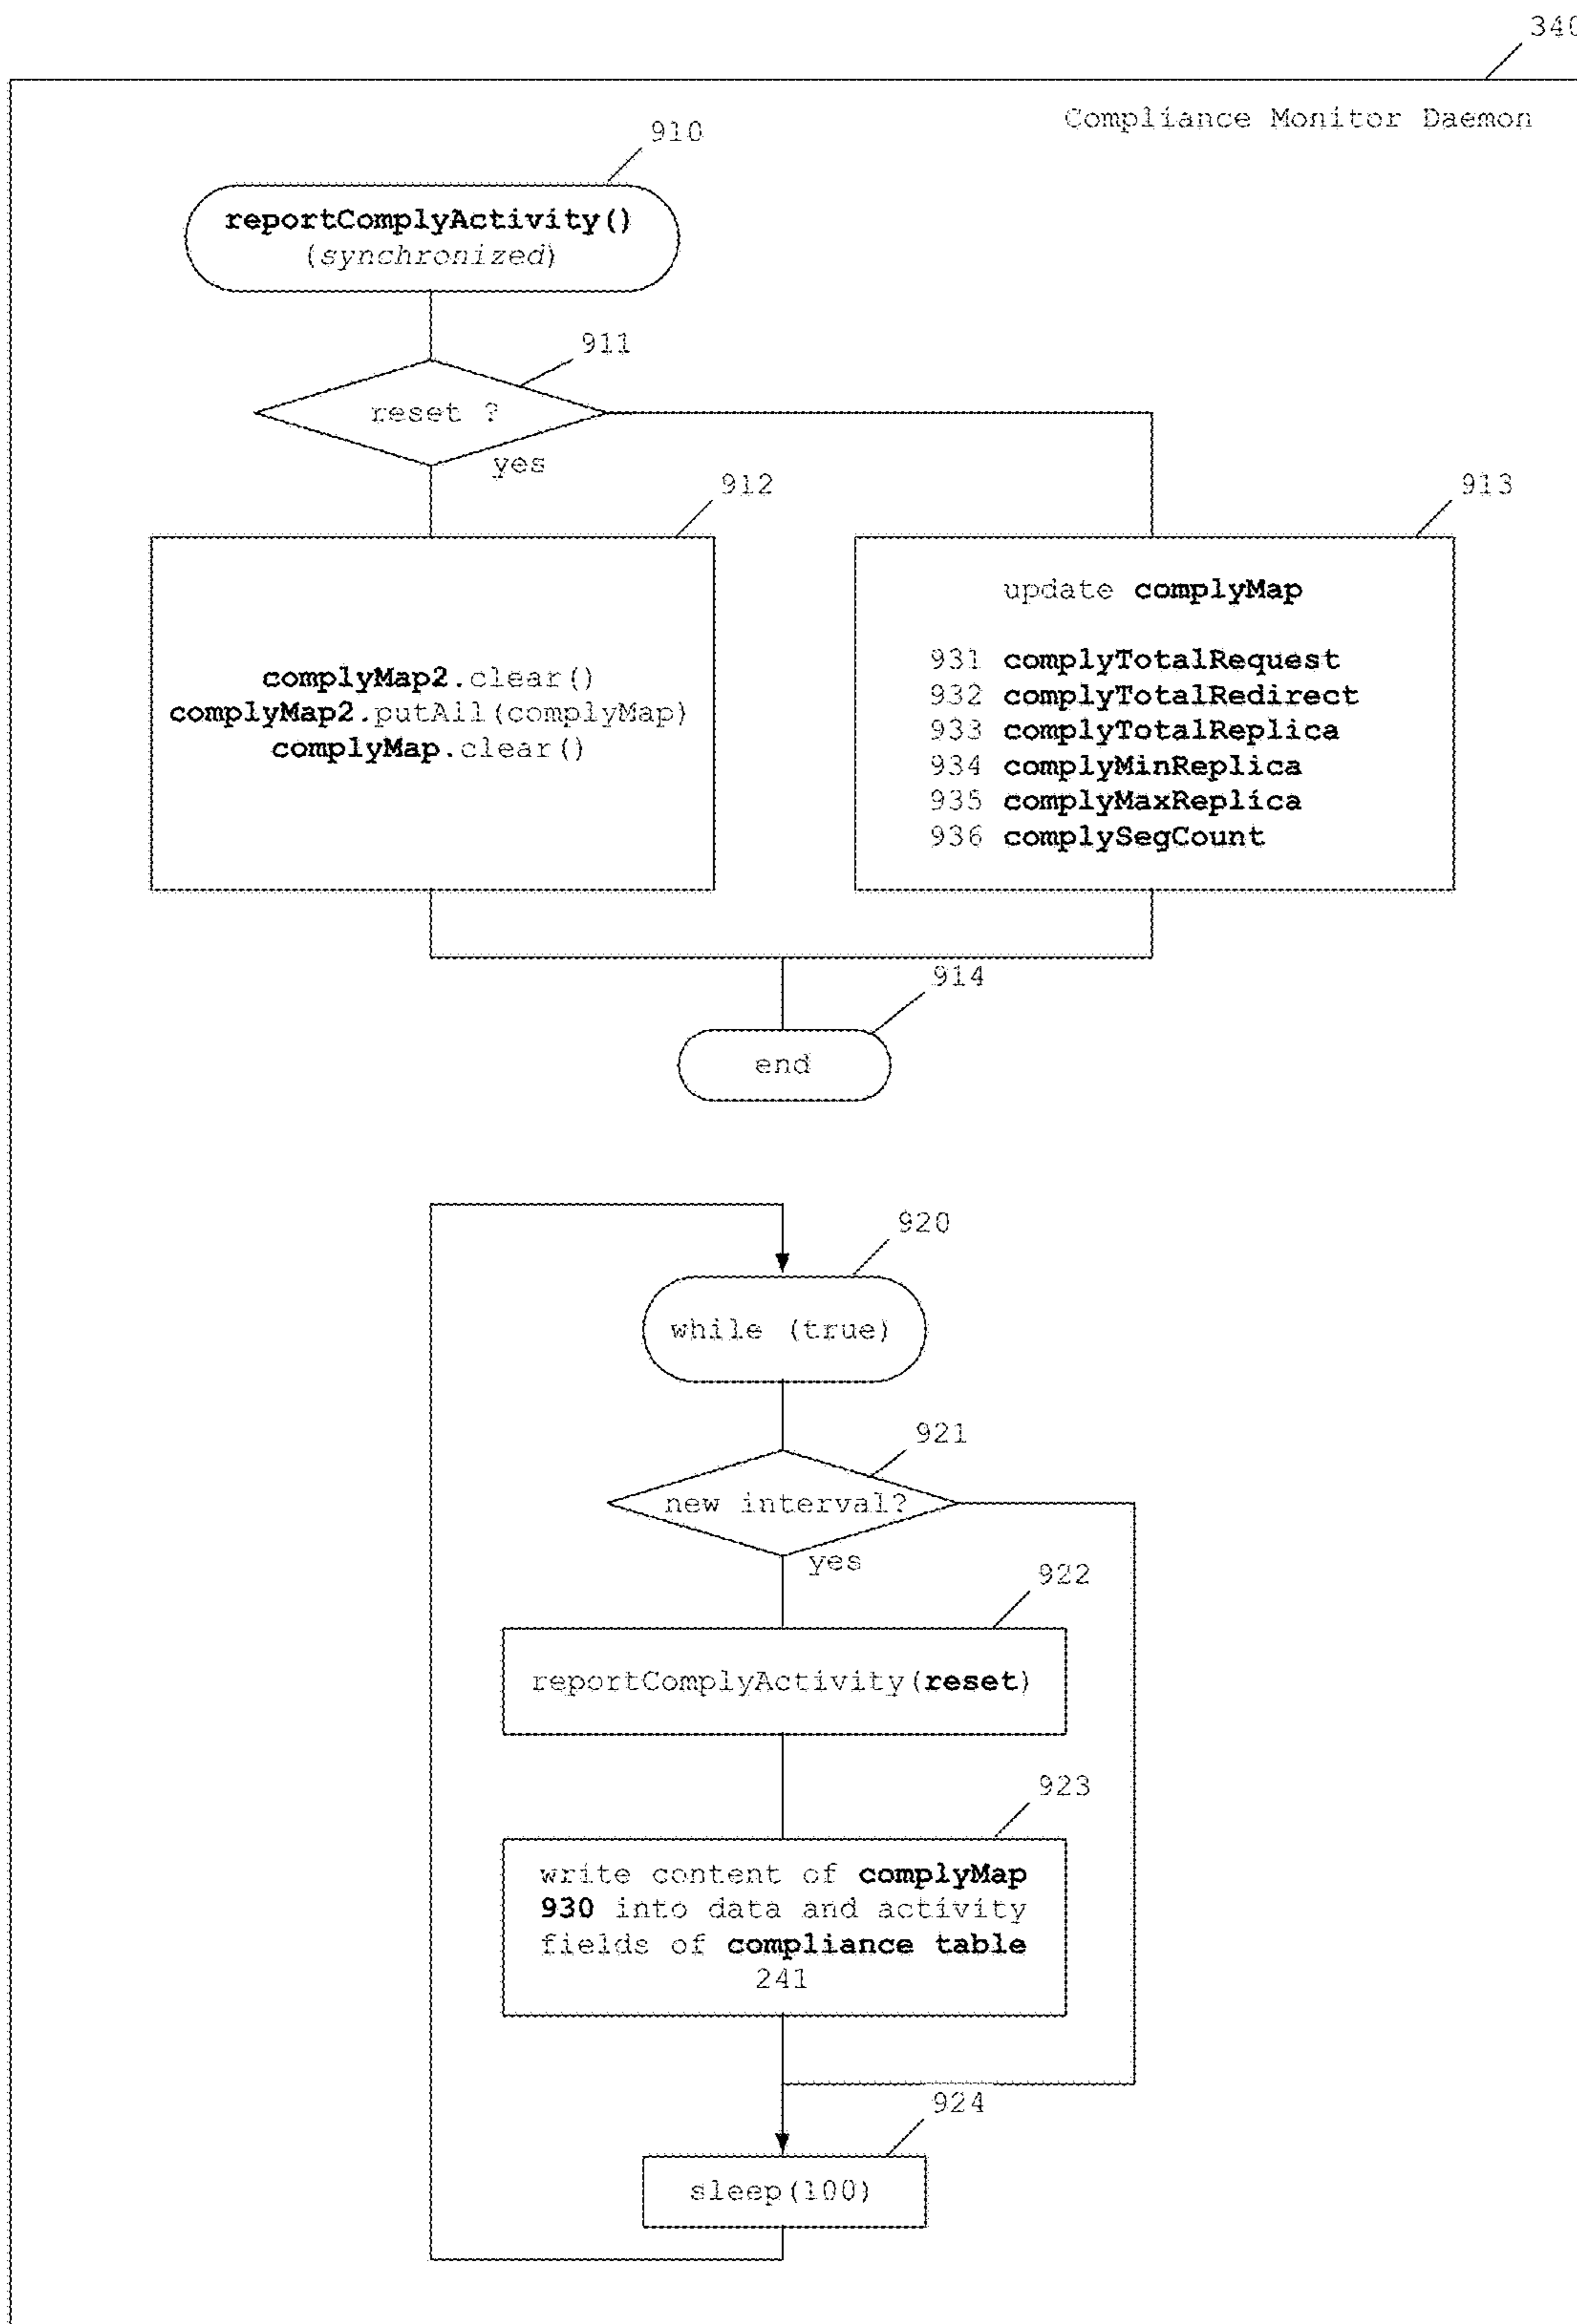 340
Compliance Monitor Daemon
910
reportComplyActivity()
(synchronized)
911
reset ?
yes
912
913
complyMap2.clear()
complyMap2.putAll(complyMap)
complyMap.clear()
update complyMap
931 complyTotalRequest
932 complyTotalRedirect
933 complyTotalReplica
934 complyMinReplica
935 complyMaxReplica
936 complySegCount
914
end
920
while (true)
921
new interval?
yes
922
reportComplyActivity(reset)
923
write content of complyMap
930 into data and activity
fields of compliance table
241
924
sleep(100)